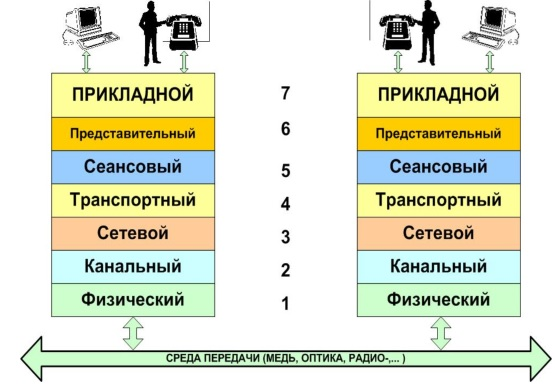 ПРИКЛАДНОЙ 7 ПРИКЛАДНОЙ
Представительный 6 Представительный
Сеансовый 5 Сеансовый
Транспортный 4 Транспортный
Сетевой 3 Сетевой
Канальный 2 Канальный
Физический 1 Физический
СРЕДА ПЕРЕДАЧИ (МЕДЬ, ОПТИКА, РАДИО-,... )